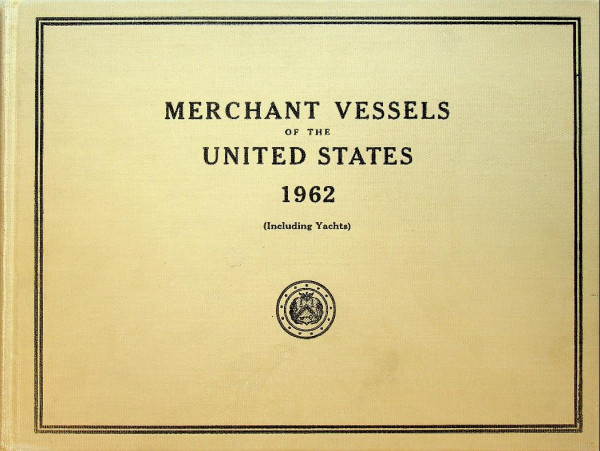 MERCHANT VESSELS
OF THE
UNITED STATES
1962
(Including Yachts)